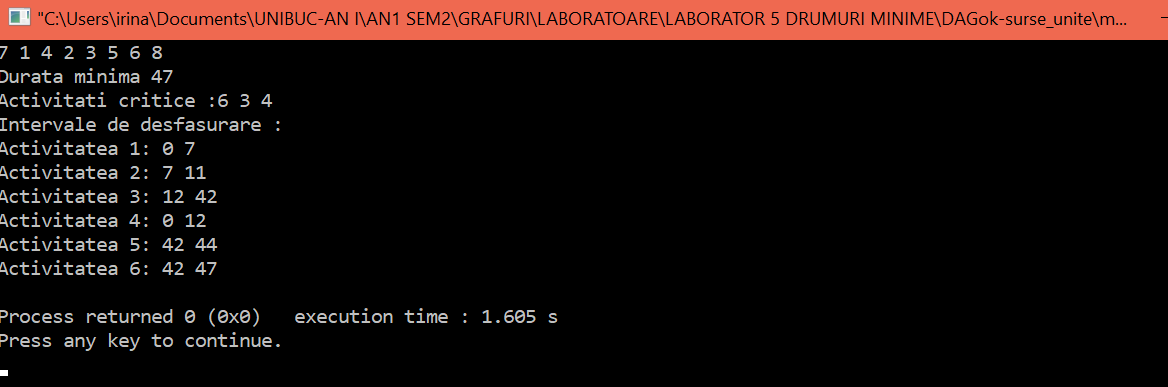 "C:\Users\irina\Documents\UNIBUC-AN I\AN1 SEM2\GRAFURI\LABORATOARE\LABORATOR 5 DRUMURI MINIME\DAGok-surse_unite\m...
7 1 4 2 3 5 6 8
Durata minima 47
Activitati critice :6 3 4
Intervale de desfasurare :
Activitatea 1: 0 7
Activitatea 2: 7 11
Activitatea 3: 12 42
Activitatea 4: 0 12
Activitatea 5: 42 44
Activitatea 6: 42 47
Process returned 0 (0x0)   execution time : 1.605 s
Press any key to continue.